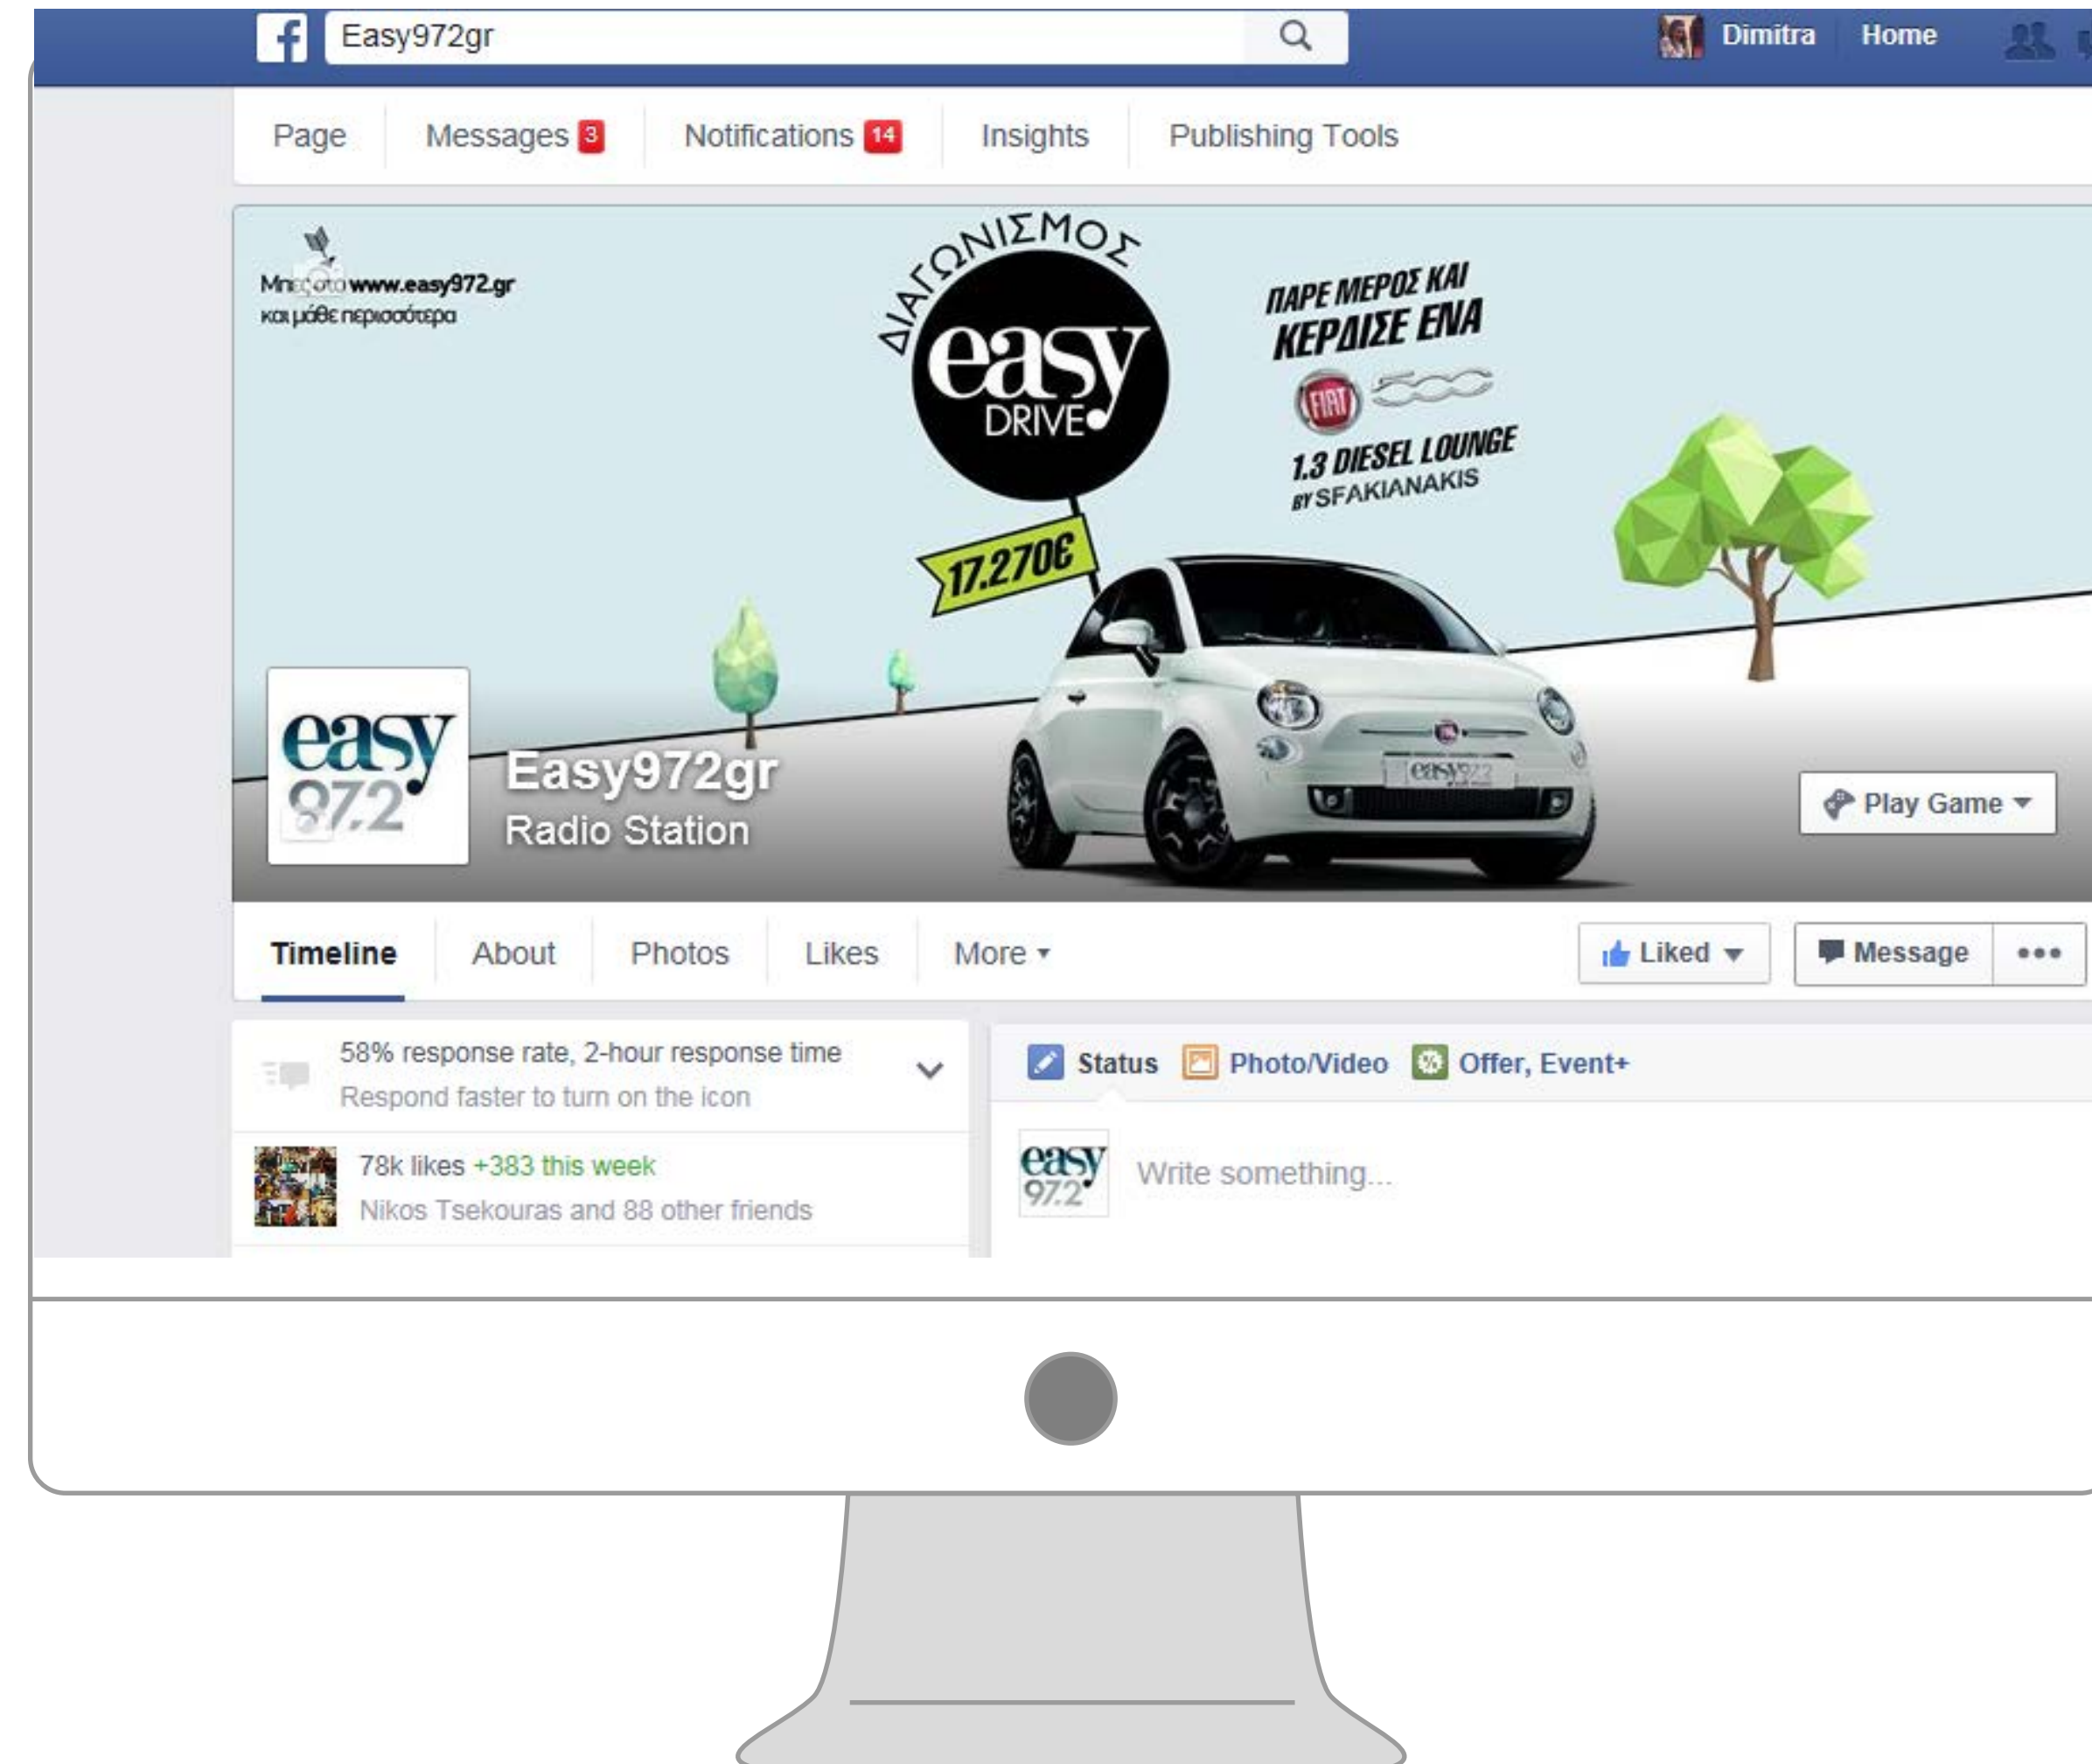 Easy972gr
Dimitra Home
Page Messages 3 Notifications 14 Insights Publishing Tools
Μπες στο www.easy972.gr
και μάθε περισσότερα
ΔΙΑΓΩΝΙΣΜΟΣ
easy
DRIVE
ΠΑΡΕ ΜΕΡΟΣ ΚΑΙ
ΚΕΡΔΙΣΕ ΕΝΑ
FIAT 500
1.3 DIESEL LOUNGE
BY SFAKIANAKIS
17.270€
easy972
easy
97.2
Easy972gr
Radio Station
Play Game
Timeline About Photos Likes More
Liked Message
58% response rate, 2-hour response time
Respond faster to turn on the icon
78k likes +383 this week
Nikos Tsekouras and 88 other friends
Status Photo/Video Offer, Event+
easy
97.2
Write something...